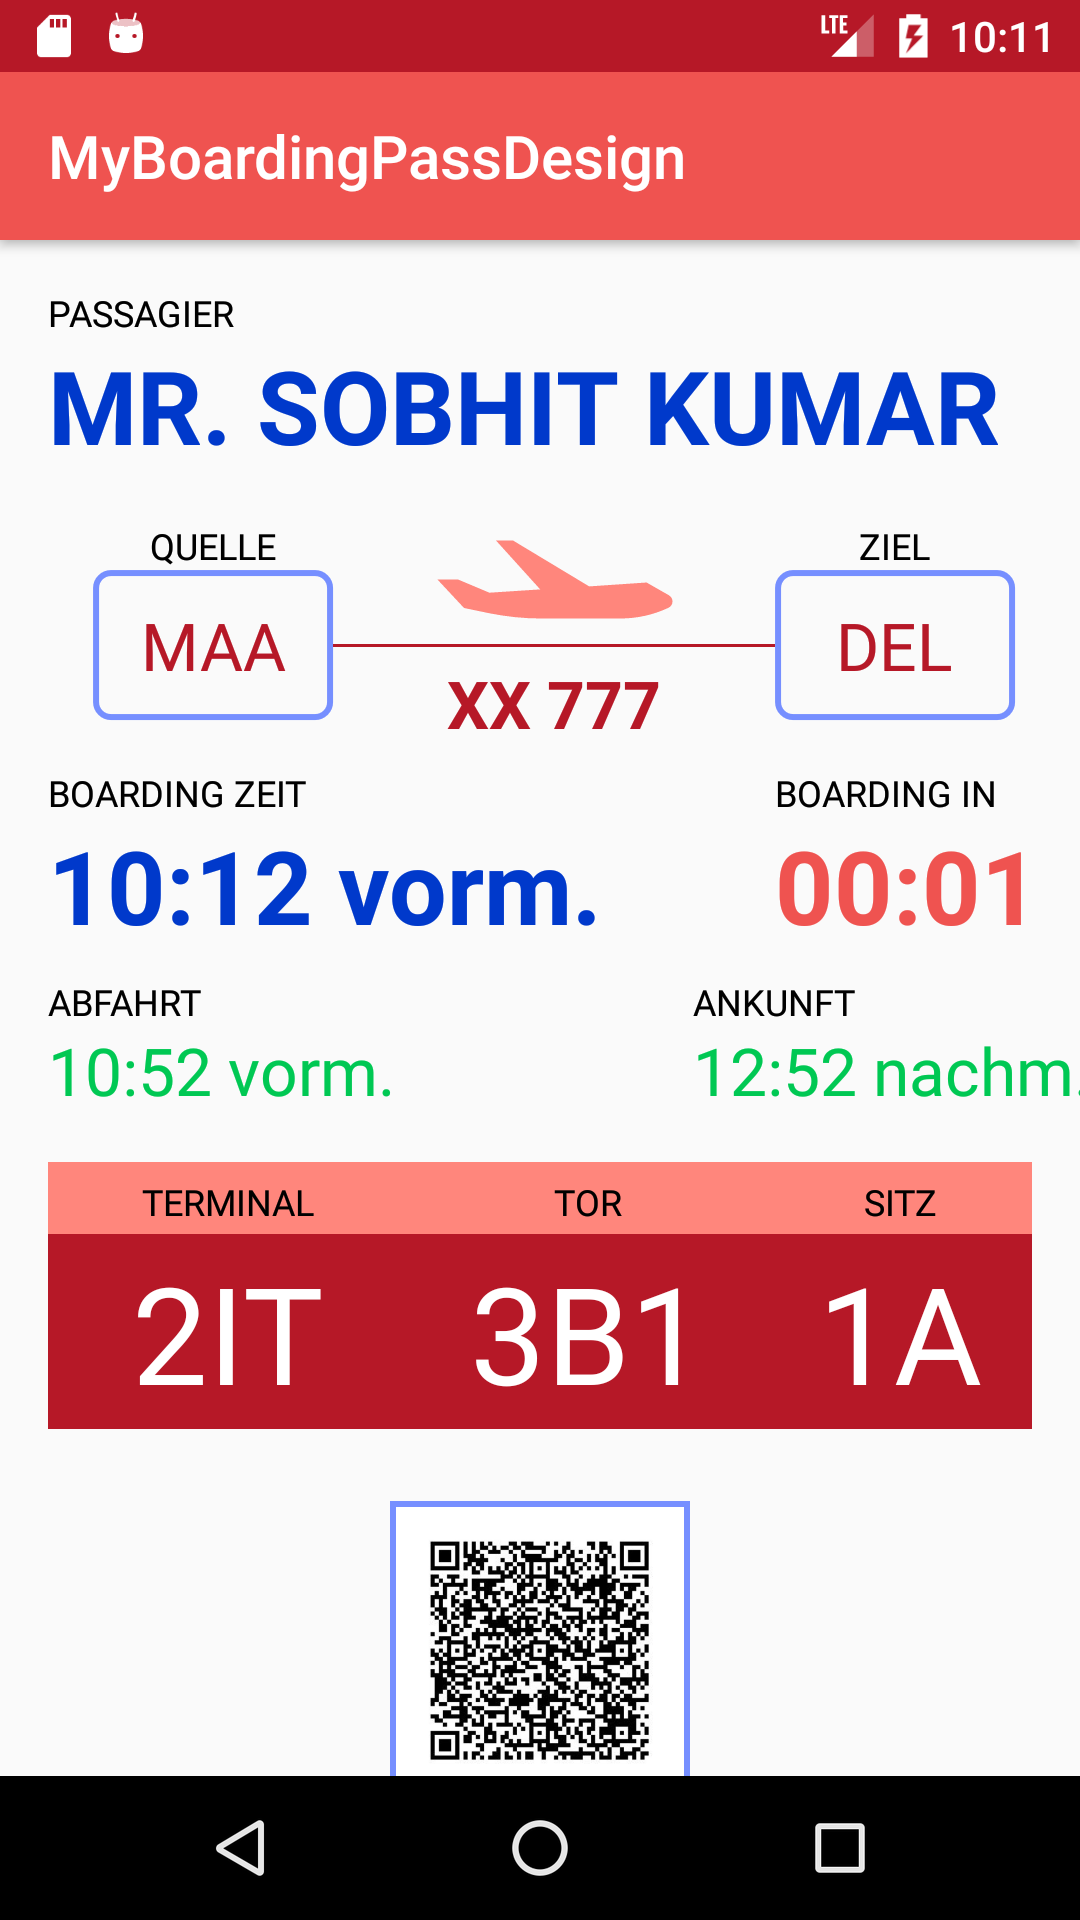 LTE 10:11
MyBoardingPassDesign
PASSAGIER
MR. SOBHIT KUMAR
QUELLE ZIEL
MAA DEL
XX 777
BOARDING ZEIT BOARDING IN
10:12 vorm. 00:01
ABFAHRT ANKUNFT
10:52 vorm. 12:52 nachm.
TERMINAL TOR SITZ
2IT 3B1 1A